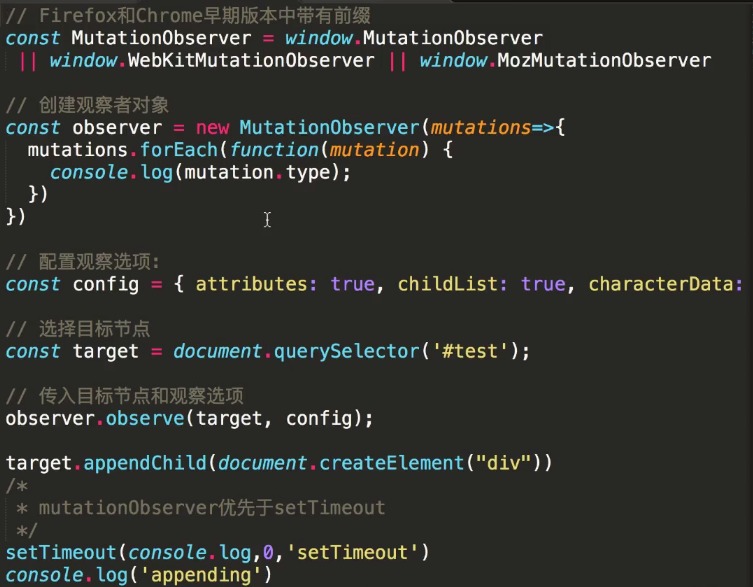 // Firefox和Chrome早期版本中带有前缀
const MutationObserver = window.MutationObserver
|| window.WebKitMutationObserver || window.MozMutationObserver
// 创建观察者对象
const observer = new MutationObserver(mutations=>{
mutations.forEach(function(mutation) {
console.log(mutation.type);
})
})
// 配置观察选项:
const config = { attributes: true, childList: true, characterData:
// 选择目标节点
const target = document.querySelector('#test');
// 传入目标节点和观察选项
observer.observe(target, config);
target.appendChild(document.createElement("div"))
/*
* mutationObserver优先于setTimeout
*/
setTimeout(console.log,0,'setTimeout')
console.log('appending')